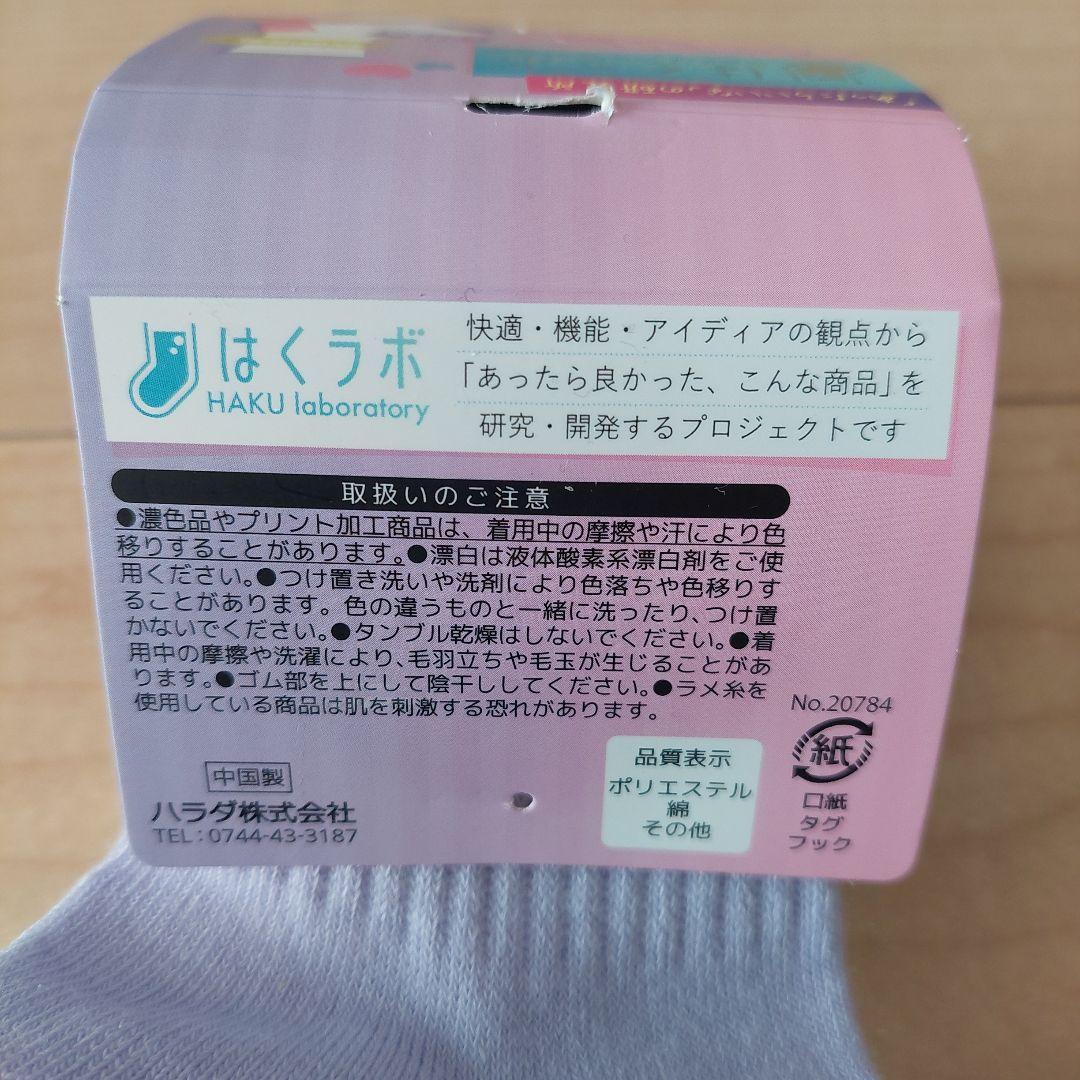 はくラボ
HAKU laboratory
快適・機能・アイディアの観点から
「あったら良かった、こんな商品」を
研究・開発するプロジェクトです
取扱いのご注意
●濃色品やプリント加工商品は、着用中の摩擦や汗により色
移りすることがあります。●漂白は液体酸素系漂白剤をご使
用ください。●つけ置き洗いや洗剤により色落ちや色移りす
ることがあります。色の違うものと一緒に洗ったり、つけ置
かないでください。●タンブル乾燥はしないでください。●着
用中の摩擦や洗濯により、毛羽立ちや毛玉が生じることがあ
ります。●ゴム部を上にして陰干ししてください。●ラメ糸を
使用している商品は肌を刺激する恐れがあります。
No.20784
紙
口紙
タグ
フック
品質表示
ポリエステル
綿
その他
中国製
ハラダ株式会社
TEL：0744-43-3187